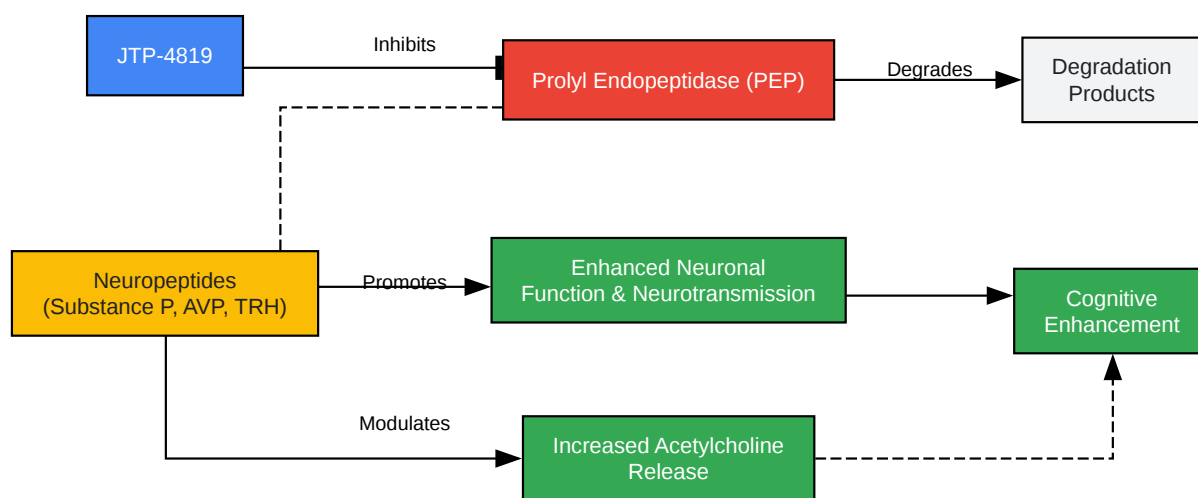 JTP-4819
Inhibits
Prolyl Endopeptidase (PEP)
Degrades
Degradation
Products
Neuropeptides
(Substance P, AVP, TRH)
Promotes
Enhanced Neuronal
Function & Neurotransmission
Cognitive
Enhancement
Modulates
Increased Acetylcholine
Release